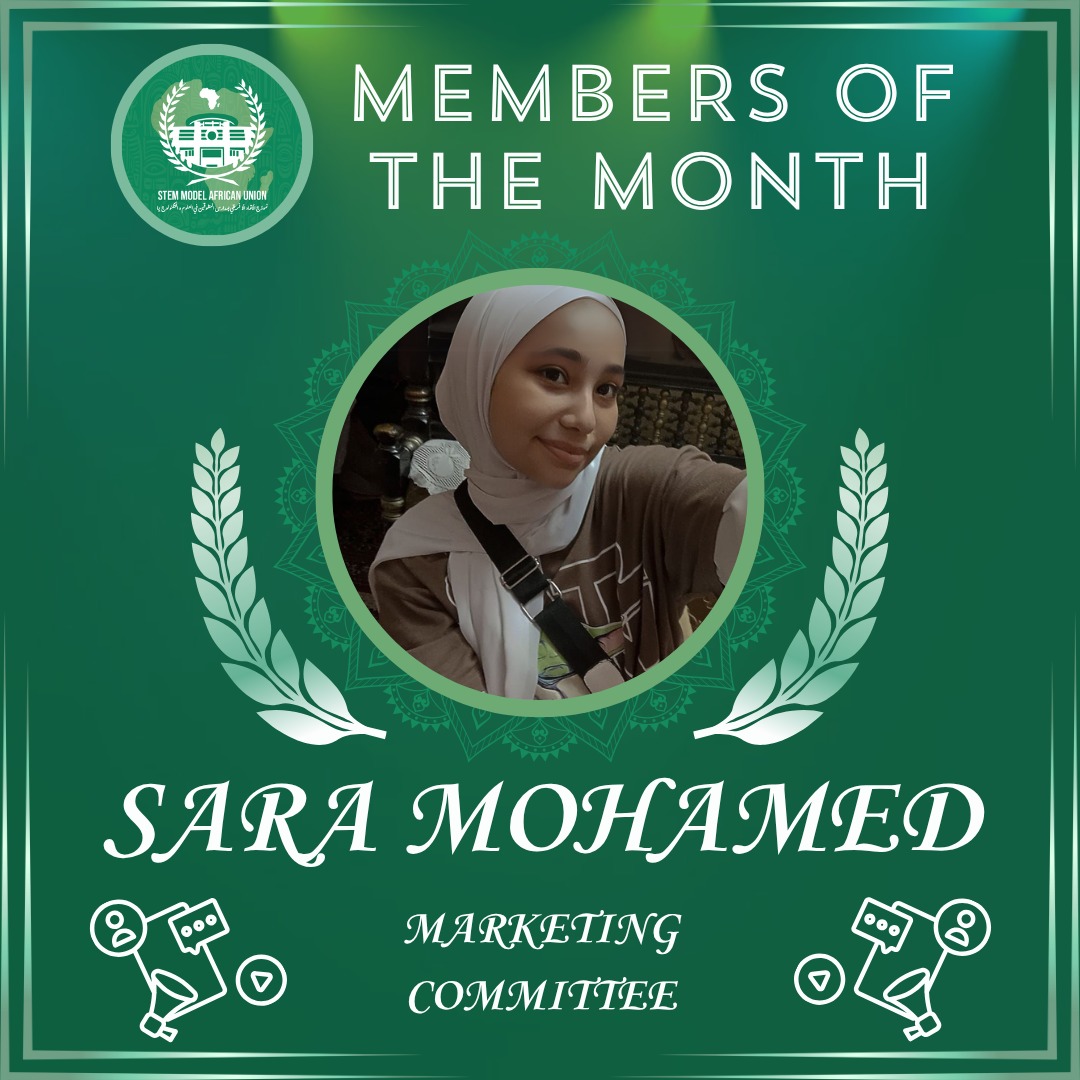 MEMBERS OF
THE MONTH
STEM MODEL AFRICAN UNION
SARA MOHAMED
MARKETING
COMMITTEE